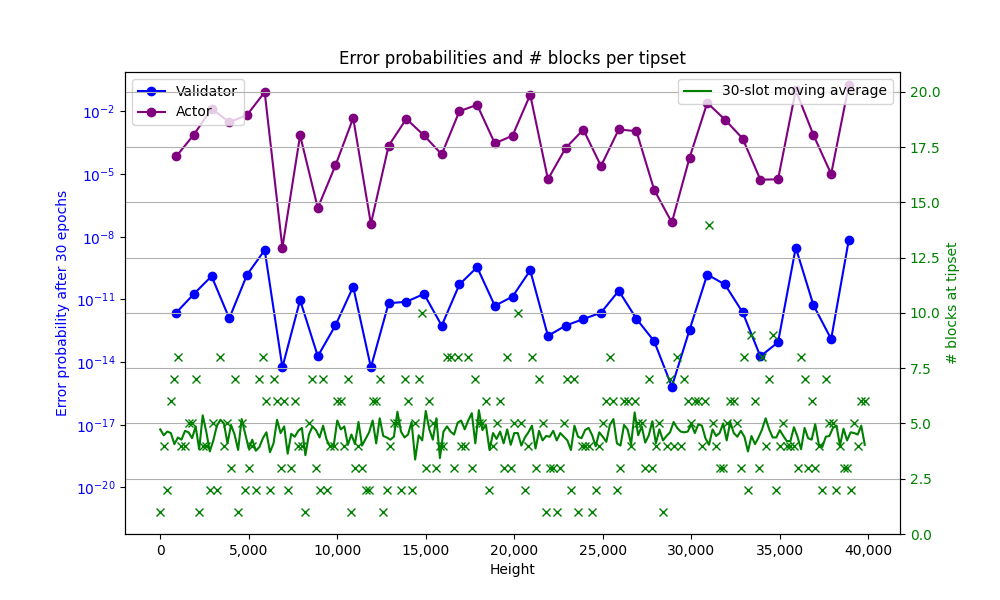 Error probabilities and # blocks per tipset
Validator
Actor
30-slot moving average
Error probability after 30 epochs
10⁻²
10⁻⁵
10⁻⁸
10⁻¹¹
10⁻¹⁴
10⁻¹⁷
10⁻²⁰
20.0
17.5
15.0
12.5
10.0
7.5
5.0
2.5
0.0
# blocks at tipset
0 5,000 10,000 15,000 20,000 25,000 30,000 35,000 40,000
Height